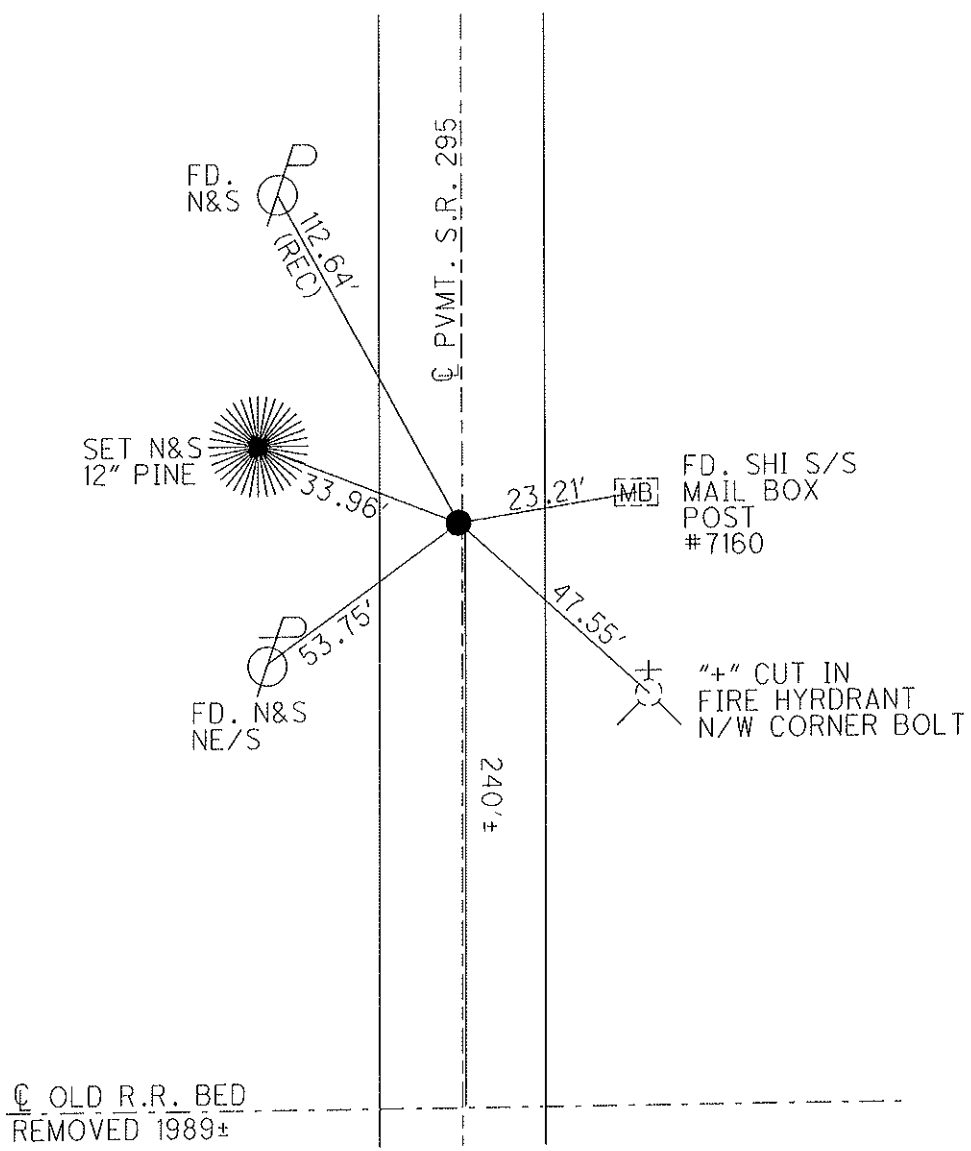 ℄ PVMT. S.R. 295
FD.
N&S
112.64'
(REC)
SET N&S
12" PINE
33.96'
23.21'
MB
FD. SHI S/S
MAIL BOX
POST
#7160
53.75'
47.55'
FD. N&S
NE/S
"+" CUT IN
FIRE HYRDRANT
N/W CORNER BOLT
240'±
℄ OLD R.R. BED
REMOVED 1989±